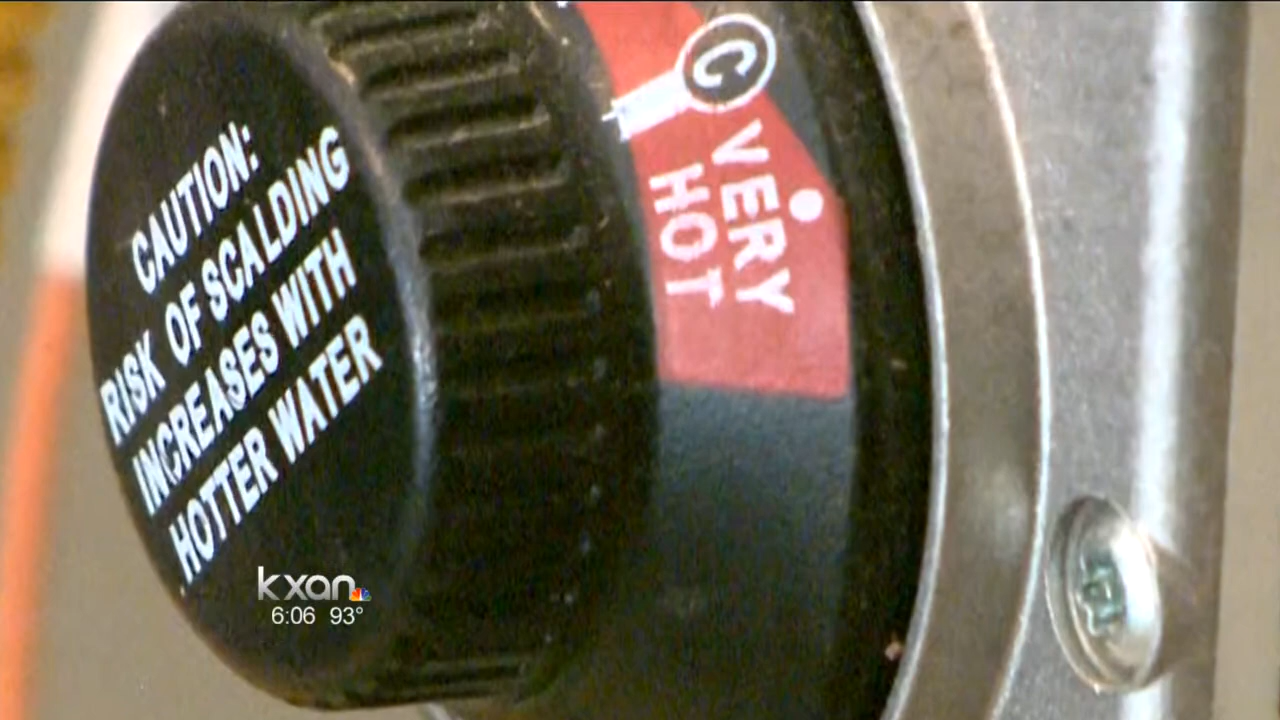 CAUTION:
RISK OF SCALDING
INCREASES WITH
HOTTER WATER
C
VERY
HOT
kxan
6:06 93°